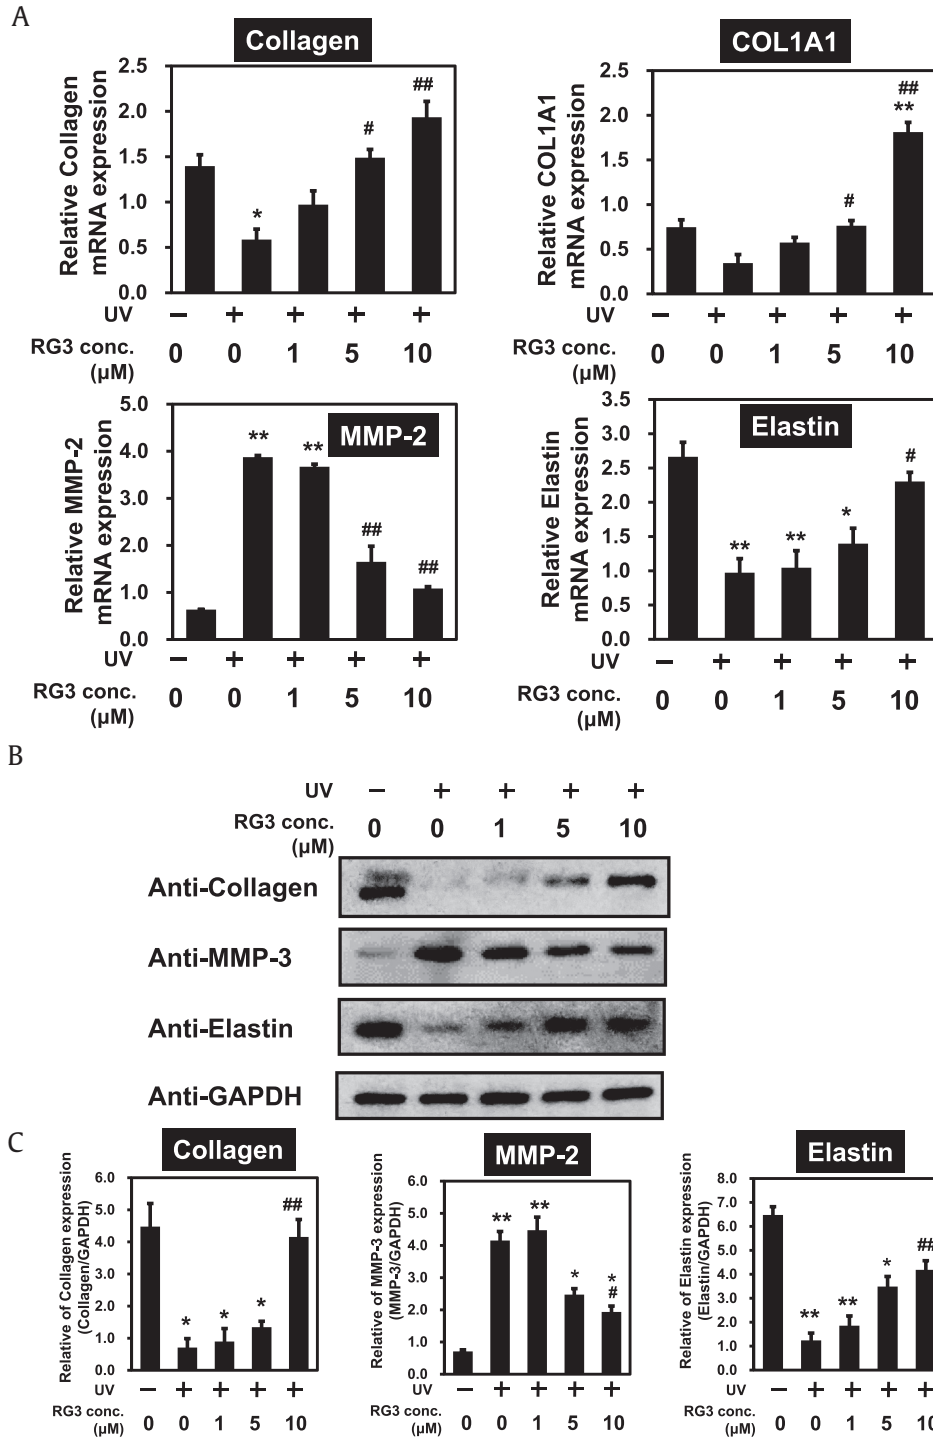 A
Collagen
Relative Collagen
mRNA expression
2.5
2.0
1.5
1.0
0.5
0.0
*
#
##
UV
– + + + +
RG3 conc.
(µM)
0 0 1 5 10
COL1A1
Relative COL1A1
mRNA expression
2.5
2.0
1.5
1.0
0.5
0.0
#
##
**
UV
– + + + +
RG3 conc.
(µM)
0 0 1 5 10
MMP-2
Relative MMP-2
mRNA expression
5.0
4.0
3.0
2.0
1.0
0.0
**
**
##
##
UV
– + + + +
RG3 conc.
(µM)
0 0 1 5 10
Elastin
Relative Elastin
mRNA expression
3.5
3.0
2.5
2.0
1.5
1.0
0.5
0.0
**
**
*
#
UV
– + + + +
RG3 conc.
(µM)
0 0 1 5 10
B
UV – + + + +
RG3 conc.
(µM)
0 0 1 5 10
Anti-Collagen
Anti-MMP-3
Anti-Elastin
Anti-GAPDH
C
Collagen
Relative of Collagen expression
(Collagen/GAPDH)
6.0
5.0
4.0
3.0
2.0
1.0
0.0
*
*
*
##
UV – + + + +
RG3 conc.
(µM)
0 0 1 5 10
MMP-2
Relative of MMP-3 expression
(MMP-3/GAPDH)
6.0
5.0
4.0
3.0
2.0
1.0
0.0
**
**
*
*
#
UV – + + + +
RG3 conc.
(µM)
0 0 1 5 10
Elastin
Relative of Elastin expression
(Elastin/GAPDH)
8.0
7.0
6.0
5.0
4.0
3.0
2.0
1.0
0.0
**
**
*
##
UV – + + + +
RG3 conc.
(µM)
0 0 1 5 10